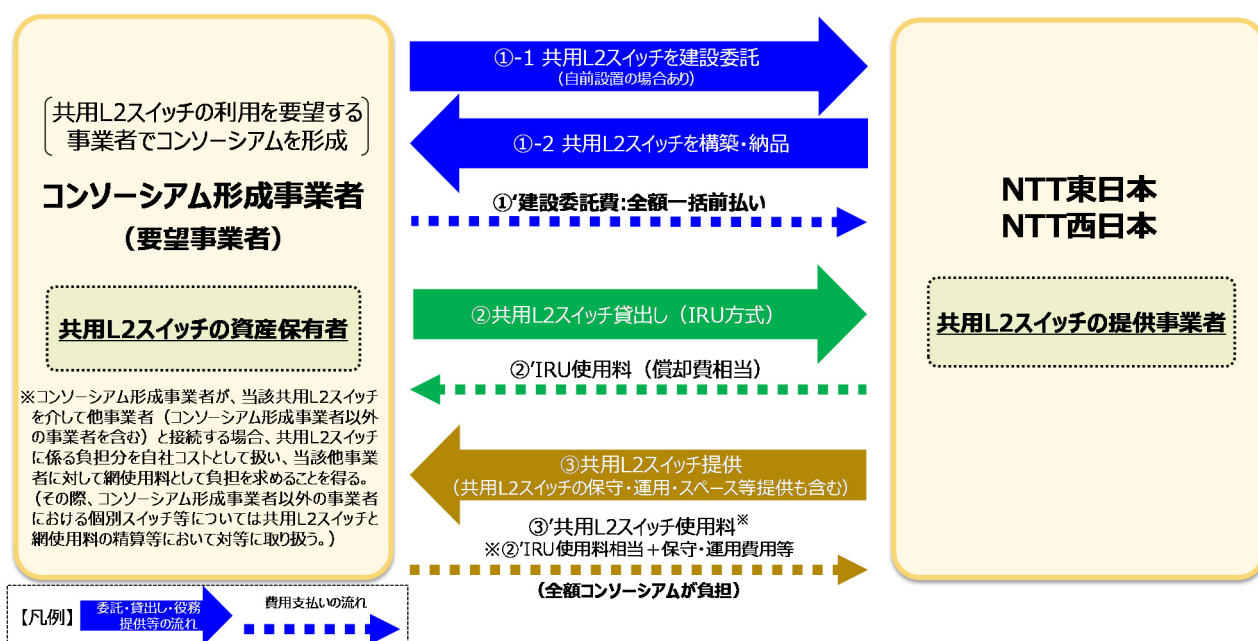 共用L2スイッチの利用を要望する
事業者でコンソーシアムを形成
コンソーシアム形成事業者
（要望事業者）
共用L2スイッチの資産保有者
※コンソーシアム形成事業者が、当該共用L2スイッチ
を介して他事業者（コンソーシアム形成事業者以外
の事業者を含む）と接続する場合、共用L2スイッチ
に係る負担分を自社コストとして扱い、当該他事業
者に対して網使用料として負担を求めることを得る。
（その際、コンソーシアム形成事業者以外の事業者
における個別スイッチ等については共用L2スイッチと
網使用料の精算等において対等に取り扱う。）
①-1 共用L2スイッチを建設委託
（自前設置の場合あり）
①-2 共用L2スイッチを構築・納品
①'建設委託費:全額一括前払い
②共用L2スイッチ貸出し（IRU方式）
②'IRU使用料（償却費相当）
③共用L2スイッチ提供
（共用L2スイッチの保守・運用・スペース等提供も含む）
③'共用L2スイッチ使用料※
※②'IRU使用料相当＋保守・運用費用等
（全額コンソーシアムが負担）
NTT東日本
NTT西日本
共用L2スイッチの提供事業者
【凡例】
委託・貸出し・役務
提供等の流れ
費用支払いの流れ